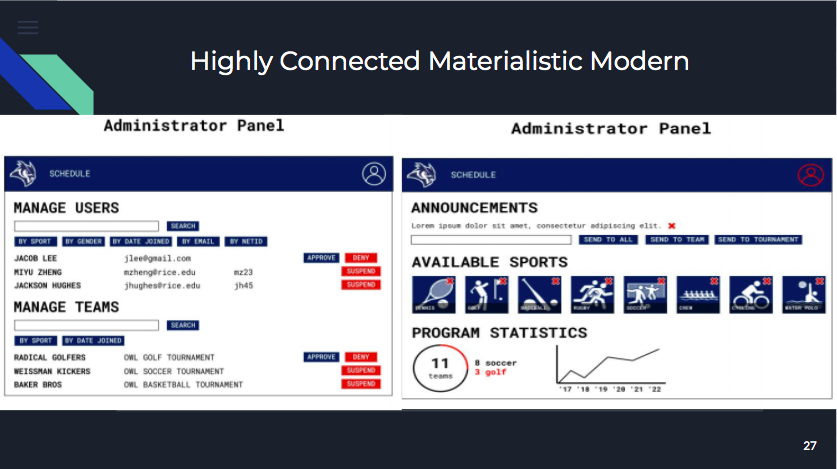 Highly Connected Materialistic Modern
Administrator Panel
SCHEDULE
MANAGE USERS
SEARCH
BY SPORT BY GENDER BY DATE JOINED BY EMAIL BY NETID
JACOB LEE jlee@gmail.com APPROVE DENY
MIYU ZHENG mzheng@rice.edu mz23 SUSPEND
JACKSON HUGHES jhughes@rice.edu jh45 SUSPEND
MANAGE TEAMS
SEARCH
BY SPORT BY DATE JOINED
RADICAL GOLFERS OWL GOLF TOURNAMENT APPROVE DENY
WEISSMAN KICKERS OWL SOCCER TOURNAMENT SUSPEND
BAKER BROS OWL BASKETBALL TOURNAMENT SUSPEND
Administrator Panel
SCHEDULE
ANNOUNCEMENTS
Lorem ipsum dolor sit amet, consectetur adipiscing elit.
SEND TO ALL SEND TO TEAM SEND TO TOURNAMENT
AVAILABLE SPORTS
TENNIS GOLF BASEBALL RUGBY SOCCER CREW CYCLING WATER POLO
PROGRAM STATISTICS
11
teams
8 soccer
3 golf
'17 '18 '19 '20 '21 '22
27